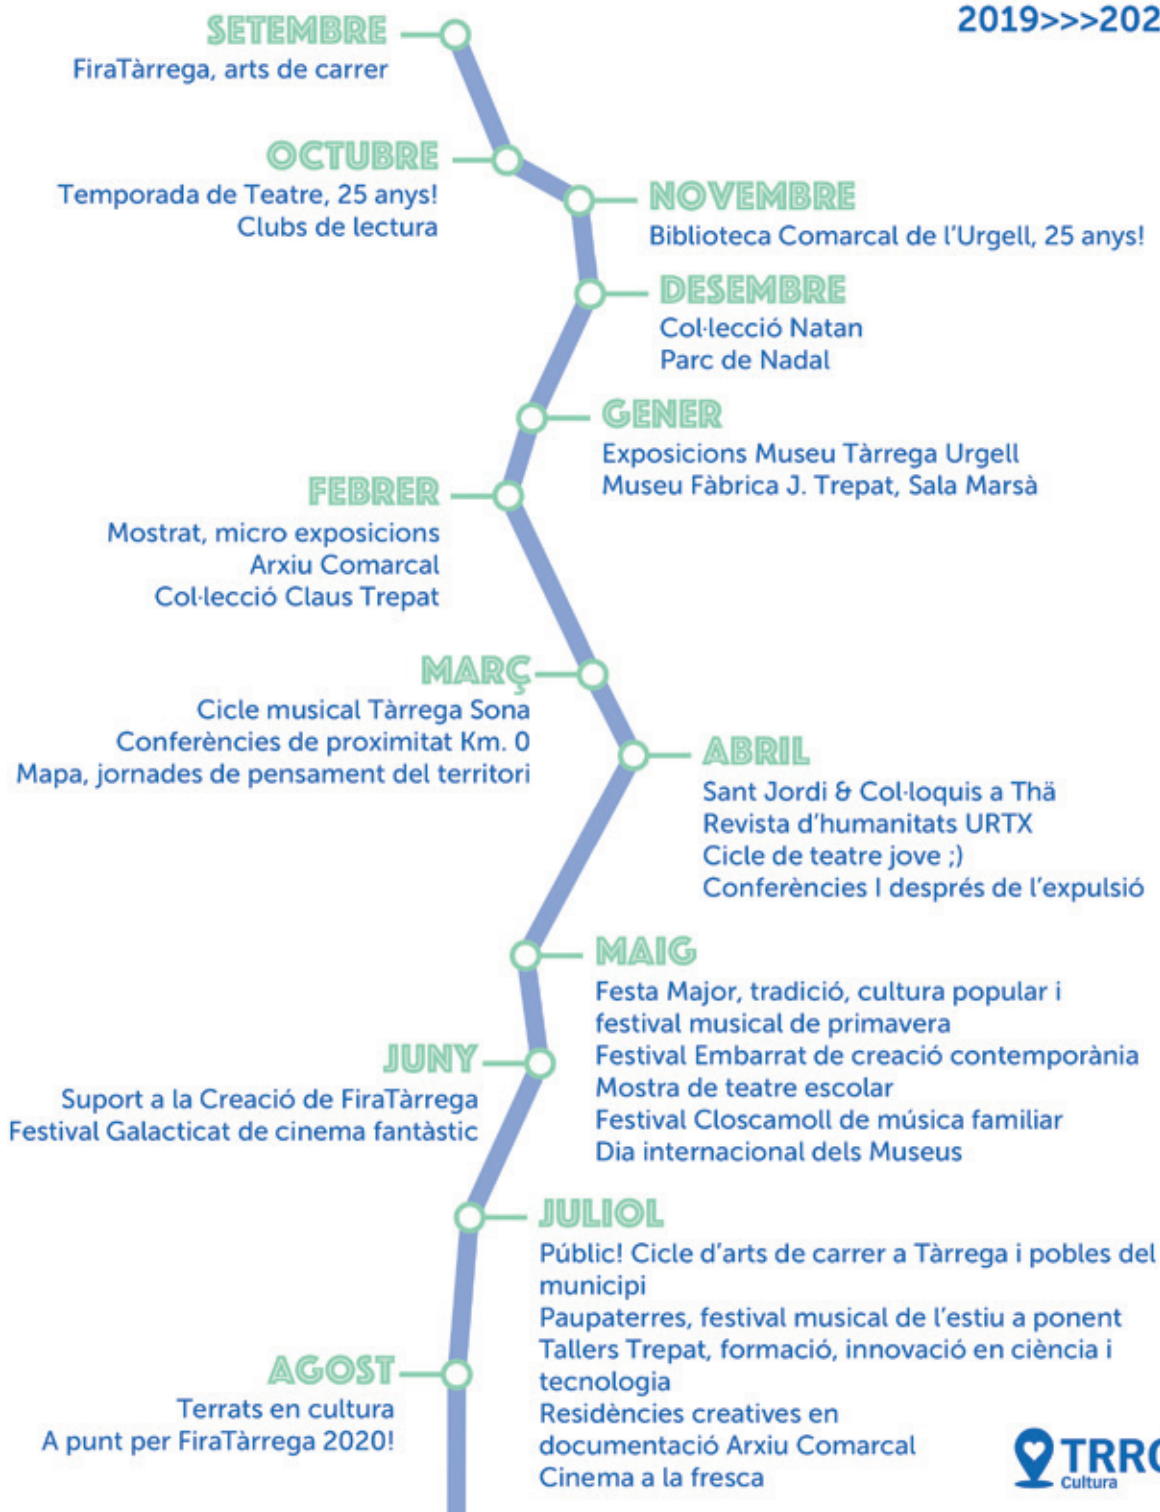 2019>>>202
SETEMBRE
FiraTàrrega, arts de carrer
OCTUBRE
Temporada de Teatre, 25 anys!
Clubs de lectura
NOVEMBRE
Biblioteca Comarcal de l'Urgell, 25 anys!
DESEMBRE
Col·lecció Natan
Parc de Nadal
GENER
Exposicions Museu Tàrrega Urgell
Museu Fàbrica J. Trepat, Sala Marsà
FEBRER
Mostrat, micro exposicions
Arxiu Comarcal
Col·lecció Claus Trepat
MARÇ
Cicle musical Tàrrega Sona
Conferències de proximitat Km. 0
Mapa, jornades de pensament del territori
ABRIL
Sant Jordi & Col·loquis a Thä
Revista d'humanitats URTX
Cicle de teatre jove ;)
Conferències I després de l'expulsió
MAIG
Festa Major, tradició, cultura popular i
festival musical de primavera
Festival Embarrat de creació contemporània
Mostra de teatre escolar
Festival Closcamoll de música familiar
Dia internacional dels Museus
JUNY
Suport a la Creació de FiraTàrrega
Festival Galacticat de cinema fantàstic
JULIOL
Públic! Cicle d'arts de carrer a Tàrrega i pobles del
municipi
Paupaterres, festival musical de l'estiu a ponent
Tallers Trepat, formació, innovació en ciència i
tecnologia
Residències creatives en
documentació Arxiu Comarcal
Cinema a la fresca
AGOST
Terrats en cultura
A punt per FiraTàrrega 2020!
TRRG
Cultura